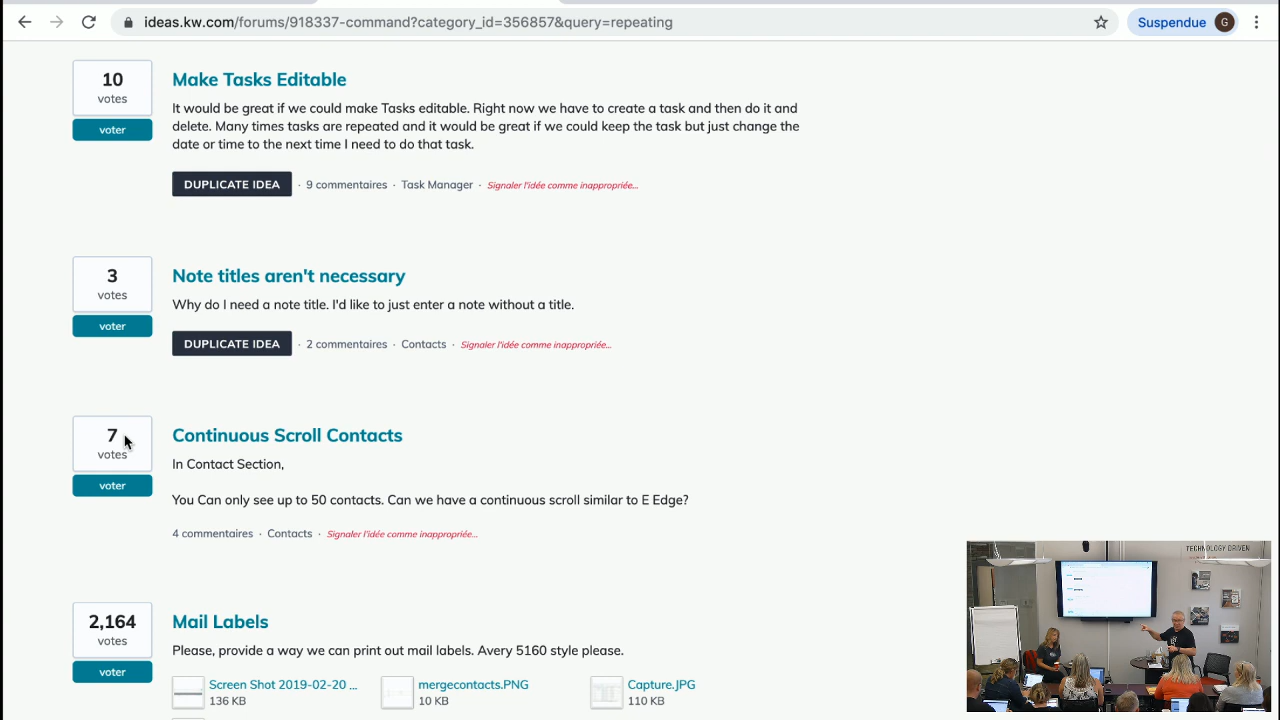 ideas.kw.com/forums/918337-command?category_id=356857&query=repeating
Suspendue
G
10
votes
voter
Make Tasks Editable
It would be great if we could make Tasks editable. Right now we have to create a task and then do it and
delete. Many times tasks are repeated and it would be great if we could keep the task but just change the
date or time to the next time I need to do that task.
DUPLICATE IDEA · 9 commentaires · Task Manager · Signaler l'idée comme inappropriée...
3
votes
voter
Note titles aren't necessary
Why do I need a note title. I'd like to just enter a note without a title.
DUPLICATE IDEA · 2 commentaires · Contacts · Signaler l'idée comme inappropriée...
7
votes
voter
Continuous Scroll Contacts
In Contact Section,
You Can only see up to 50 contacts. Can we have a continuous scroll similar to E Edge?
4 commentaires · Contacts · Signaler l'idée comme inappropriée...
2,164
votes
voter
Mail Labels
Please, provide a way we can print out mail labels. Avery 5160 style please.
Screen Shot 2019-02-20 ...
136 KB
mergecontacts.PNG
10 KB
Capture.JPG
110 KB
TECHNOLOGY DRIVEN